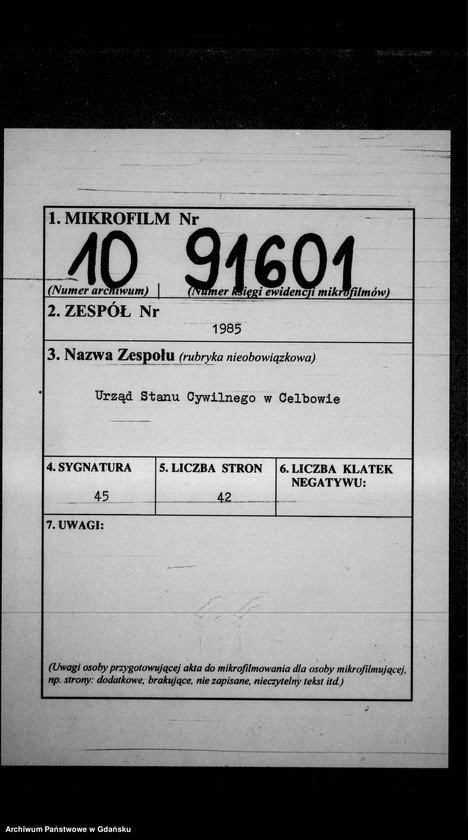 1. MIKROFILM Nr
10 91601
(Numer archiwum) (Numer księgi ewidencji mikrofilmów)
2. ZESPÓŁ Nr
1985
3. Nazwa Zespołu (rubryka nieobowiązkowa)
Urząd Stanu Cywilnego w Celbowie
4. SYGNATURA 5. LICZBA STRON 6. LICZBA KLATEK
NEGATYWU:
45 42
7. UWAGI:
(Uwagi osoby przygotowującej akta do mikrofilmowania dla osoby mikrofilmującej,
np. strony: dodatkowe, brakujące, nie zapisane, nieczytelny tekst itd.)
Archiwum Państwowe w Gdańsku